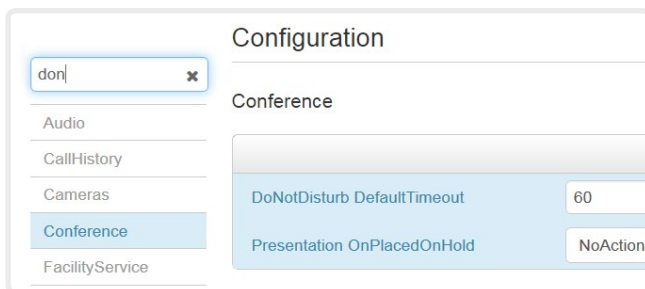 Configuration
don
Conference
Audio
CallHistory
Cameras
Conference
FacilityService
DoNotDisturb DefaultTimeout
60
Presentation OnPlacedOnHold
NoAction